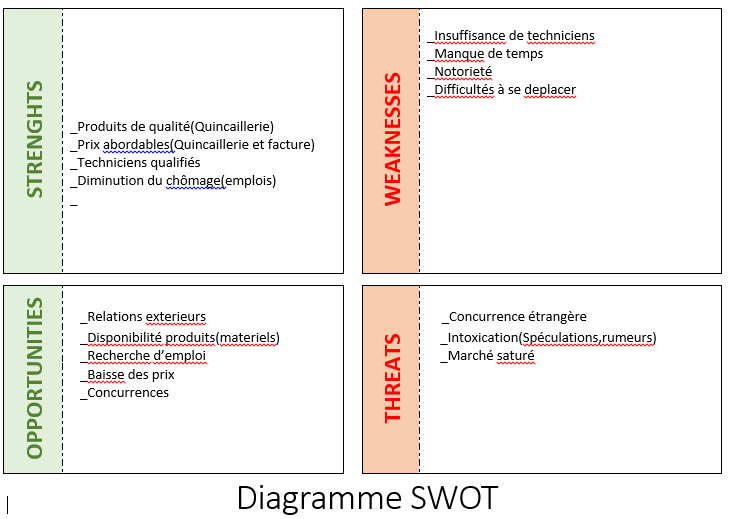 STRENGHTS
_Produits de qualité(Quincaillerie)
_Prix abordables(Quincaillerie et facture)
_Techniciens qualifiés
_Diminution du chômage(emplois)
_
WEAKNESSES
_Insuffisance de techniciens
_Manque de temps
_Notorieté
_Difficultés à se deplacer
OPPORTUNITIES
_Relations exterieurs
_Disponibilité produits(materiels)
_Recherche d’emploi
_Baisse des prix
_Concurrences
THREATS
_Concurrence étrangère
_Intoxication(Spéculations,rumeurs)
_Marché saturé
Diagramme SWOT